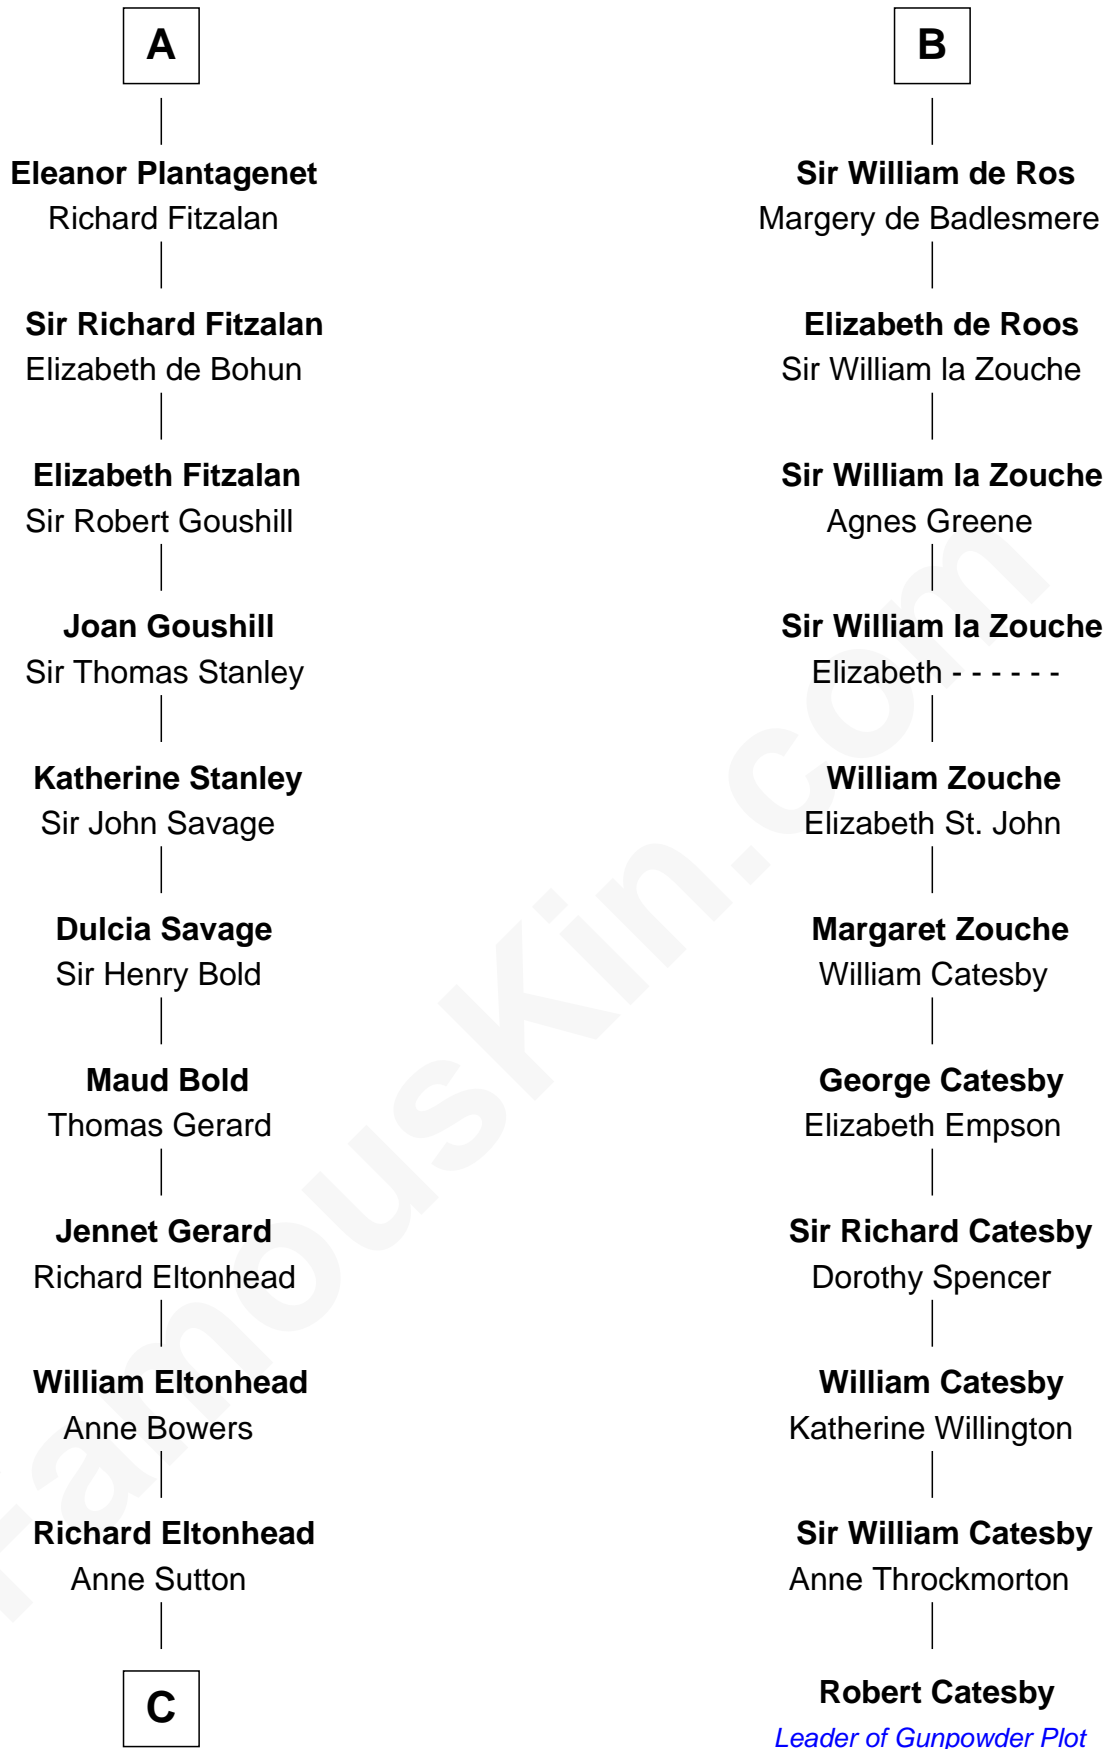 A
Eleanor Plantagenet
Richard Fitzalan
Sir Richard Fitzalan
Elizabeth de Bohun
Elizabeth Fitzalan
Sir Robert Goushill
Joan Goushill
Sir Thomas Stanley
Katherine Stanley
Sir John Savage
Dulcia Savage
Sir Henry Bold
Maud Bold
Thomas Gerard
Jennet Gerard
Richard Eltonhead
William Eltonhead
Anne Bowers
Richard Eltonhead
Anne Sutton
C
B
Sir William de Ros
Margery de Badlesmere
Elizabeth de Roos
Sir William la Zouche
Sir William la Zouche
Agnes Greene
Sir William la Zouche
Elizabeth - - - - - -
William Zouche
Elizabeth St. John
Margaret Zouche
William Catesby
George Catesby
Elizabeth Empson
Sir Richard Catesby
Dorothy Spencer
William Catesby
Katherine Willington
Sir William Catesby
Anne Throckmorton
Robert Catesby
Leader of Gunpowder Plot
FamousKin.com